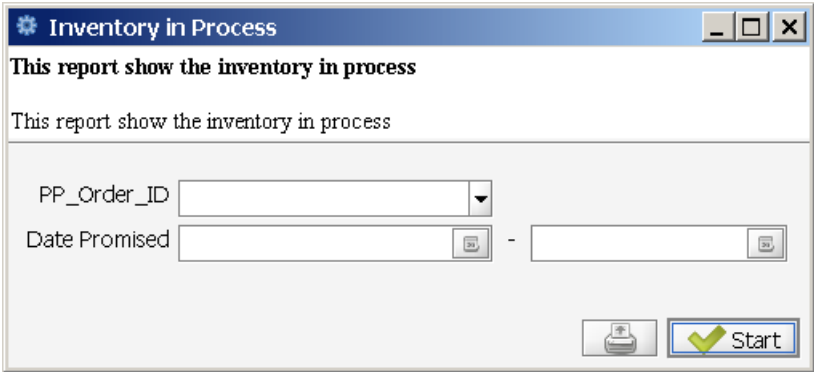 Inventory in Process
This report show the inventory in process
This report show the inventory in process
PP_Order_ID
Date Promised -
Start